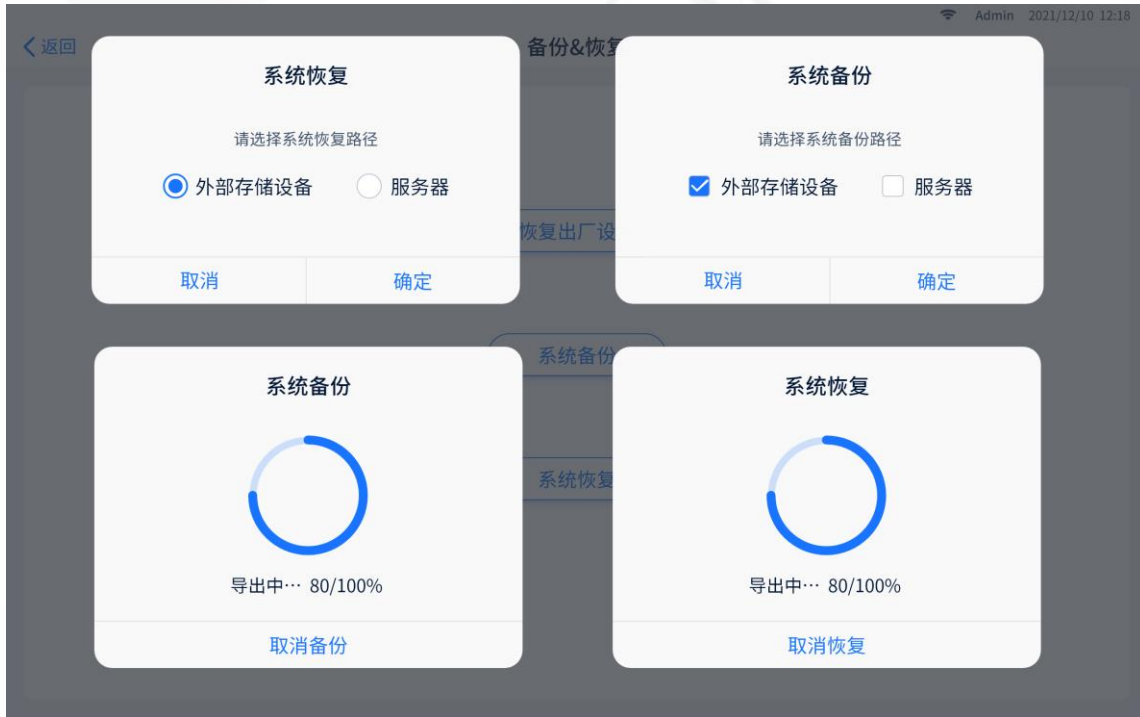 Admin 2021/12/10 12:18
返回
备份&恢复
系统恢复
请选择系统恢复路径
外部存储设备 服务器
取消 确定
系统备份
请选择系统备份路径
外部存储设备 服务器
取消 确定
恢复出厂设
系统备份
系统恢复
系统备份
导出中… 80/100%
取消备份
系统恢复
导出中… 80/100%
取消恢复